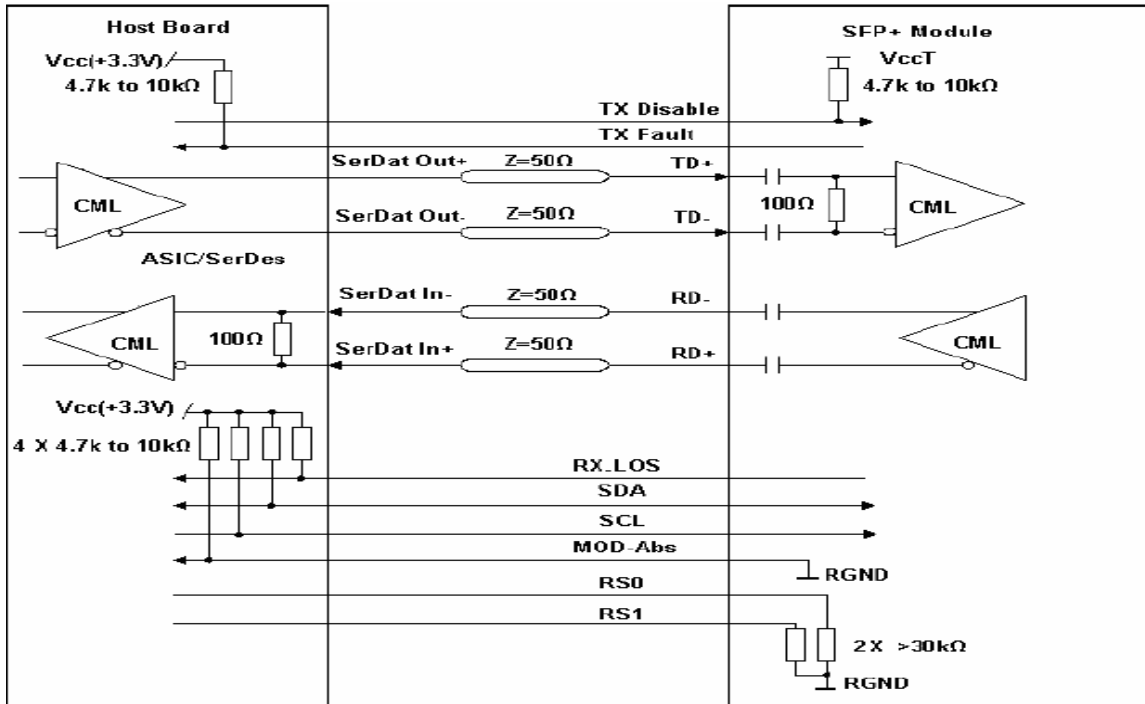 Host Board
SFP+ Module
Vcc(+3.3V)
4.7k to 10kΩ
VccT
4.7k to 10kΩ
TX Disable
TX Fault
SerDat Out+
Z=50Ω
TD+
CML
100Ω
CML
SerDat Out-
Z=50Ω
TD-
ASIC/SerDes
SerDat In-
Z=50Ω
RD-
CML
100Ω
SerDat In+
Z=50Ω
RD+
CML
Vcc(+3.3V)
4 X 4.7k to 10kΩ
RX-LOS
SDA
SCL
MOD-Abs
RGND
RS0
RS1
2X >30kΩ
RGND